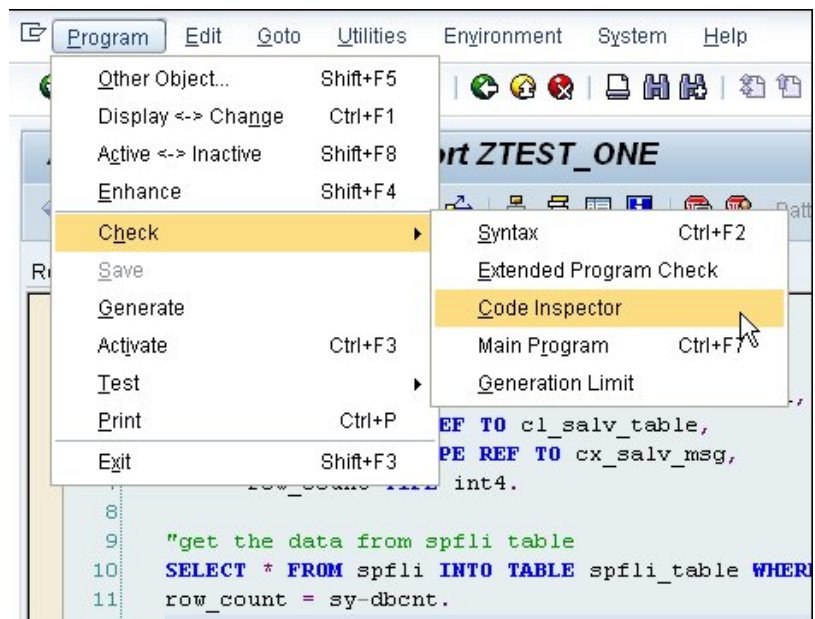 Program Edit Goto Utilities Environment System Help
Other Object... Shift+F5
Display <-> Change Ctrl+F1
Active <-> Inactive Shift+F8
rt ZTEST_ONE
Enhance Shift+F4
Check
Syntax Ctrl+F2
Save
Extended Program Check
Generate
Code Inspector
Activate Ctrl+F3
Main Program Ctrl+F7
Test
Generation Limit
Print Ctrl+P
EF TO cl_salv_table,
Exit Shift+F3
PE REF TO cx_salv_msg,
int4.
8
9 "get the data from spfli table
10 SELECT * FROM spfli INTO TABLE spfli_table WHER
11 row_count = sy-dbcnt.